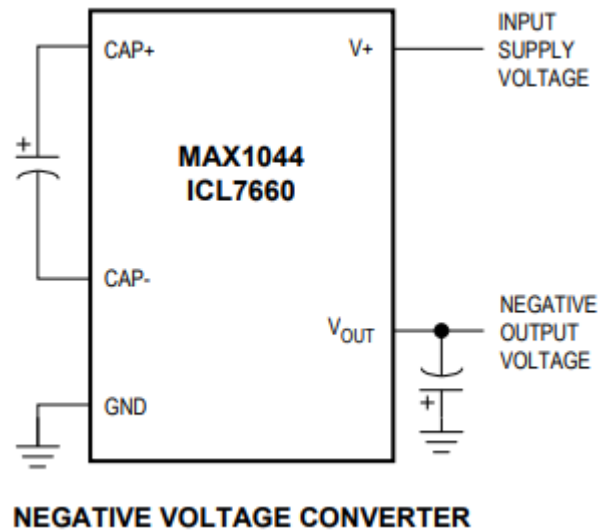 INPUT
SUPPLY
VOLTAGE
CAP+
V+
+
MAX1044
ICL7660
CAP-
VOUT
NEGATIVE
OUTPUT
VOLTAGE
GND
+
NEGATIVE VOLTAGE CONVERTER